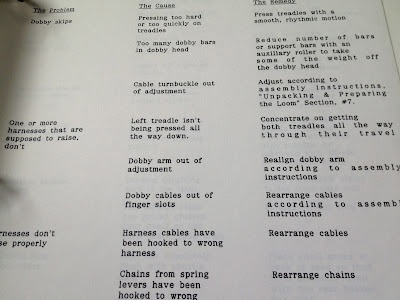 The Problem
The Cause
The Remedy
Dobby skips
Pressing too hard
or too quickly on
treadles
Press treadles with a
smooth, rhythmic motion
Too many dobby bars
in dobby head
Reduce number of bars
or support bars with an
auxiliary roller to take
some of the weight off
the dobby head
Cable turnbuckle out
of adjustment
Adjust according to
assembly instructions,
"Unpacking & Preparing
the Loom" Section, #7.
One or more
harnesses that are
supposed to raise,
don't
Left treadle isn't
being pressed all
the way down.
Concentrate on getting
both treadles all the way
through their travel
Dobby arm out of
adjustment
Realign dobby arm
according to assembly
instructions
Dobby cables out of
finger slots
Rearrange cables
according to assembl
instructions
rnesses don't
se properly
Harness cables have
been hooked to wrong
harness
Rearrange cables
Chains from spring
levers have been
hooked to wrong
Rearrange chains